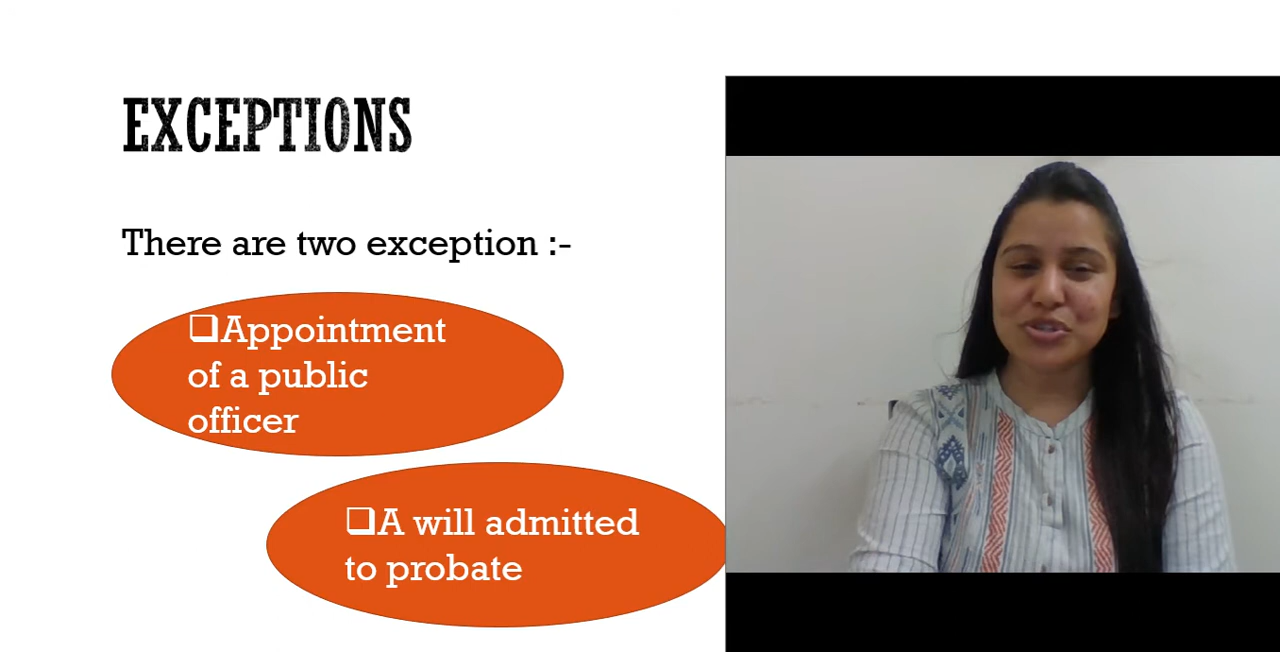 EXCEPTIONS
There are two exception :-
❑Appointment
of a public
officer
❑A will admitted
to probate